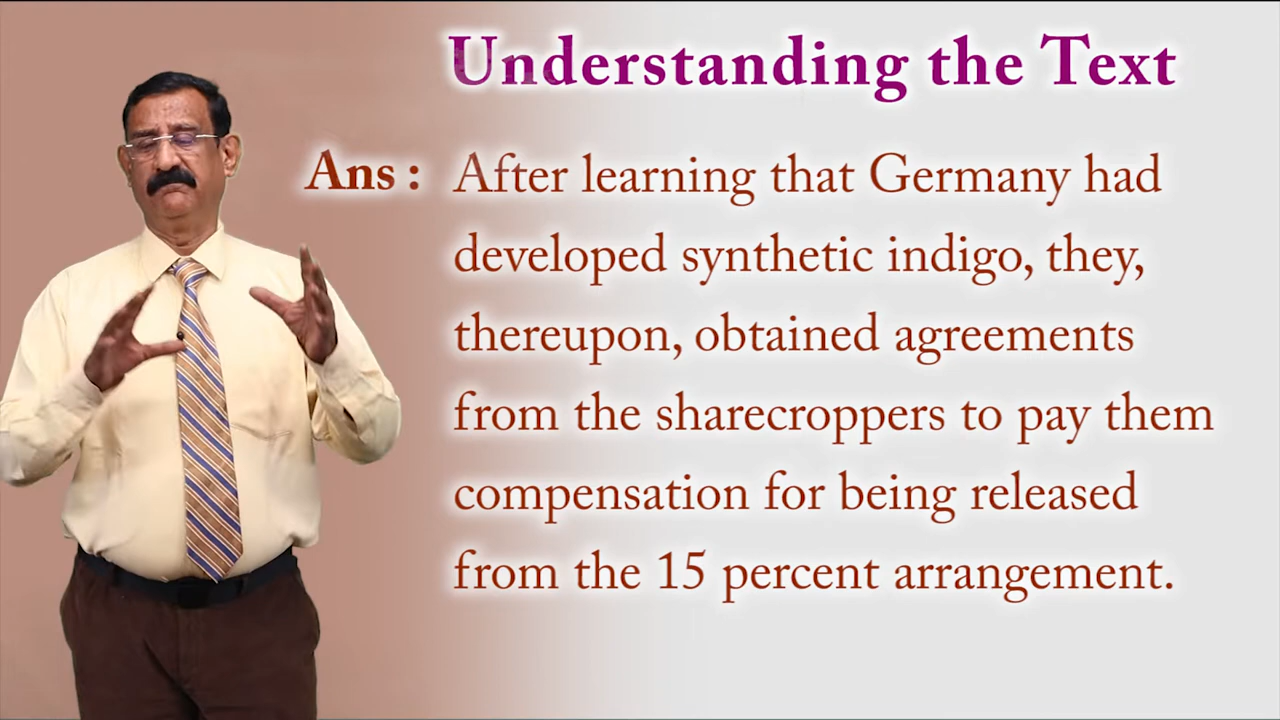 Understanding the Text
Ans : After learning that Germany had
developed synthetic indigo, they,
thereupon, obtained agreements
from the sharecroppers to pay them
compensation for being released
from the 15 percent arrangement.